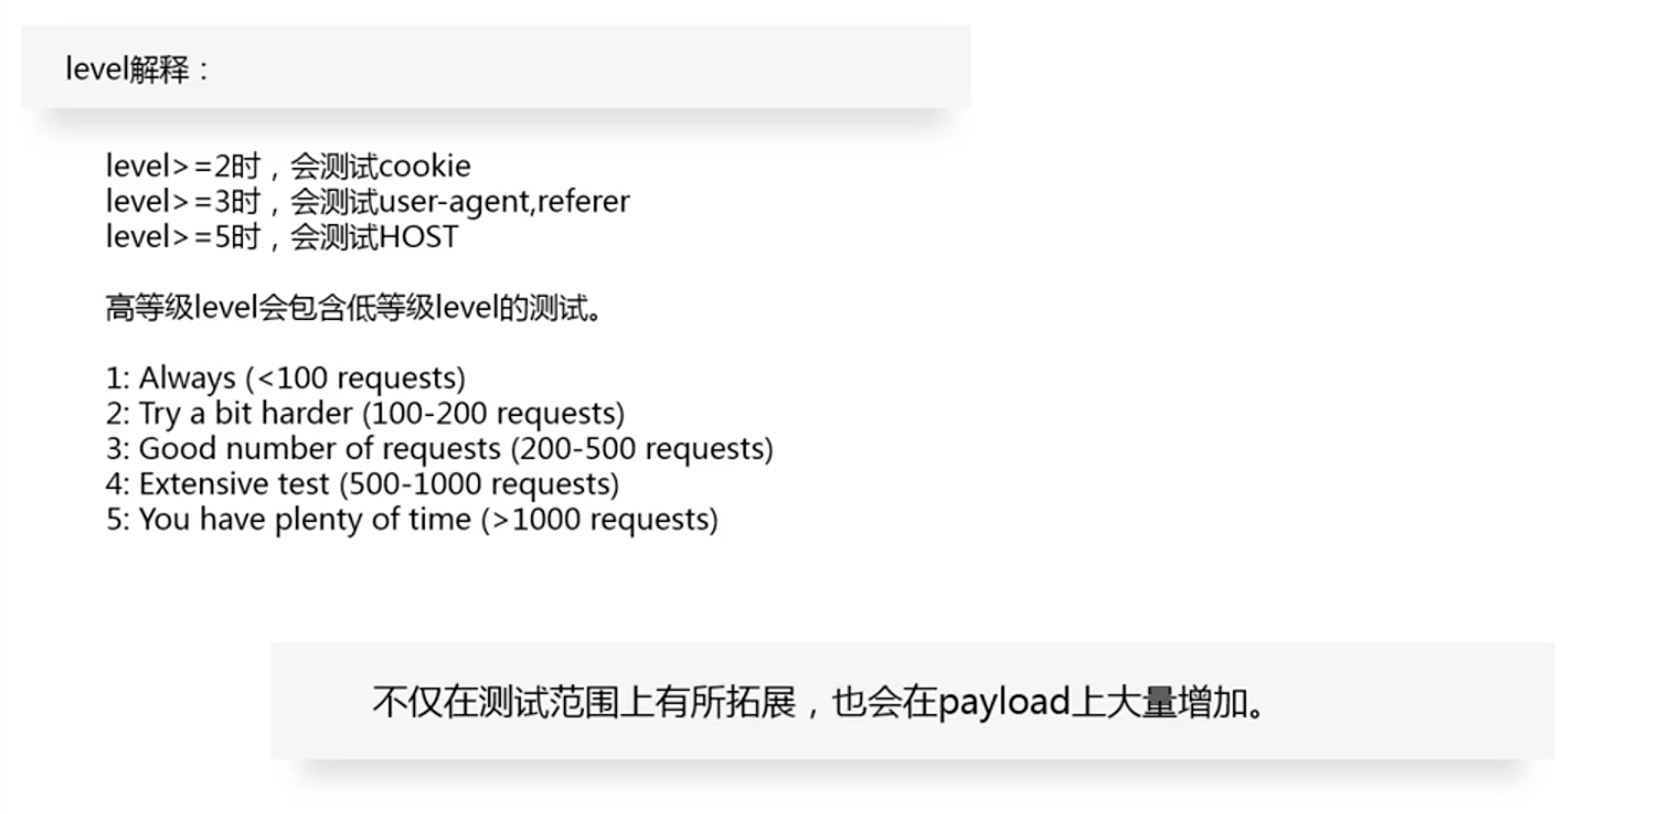 level解释：
level>=2时，会测试cookie
level>=3时，会测试user-agent,referer
level>=5时，会测试HOST
高等级level会包含低等级level的测试。
1: Always (<100 requests)
2: Try a bit harder (100-200 requests)
3: Good number of requests (200-500 requests)
4: Extensive test (500-1000 requests)
5: You have plenty of time (>1000 requests)
不仅在测试范围上有所拓展，也会在payload上大量增加。